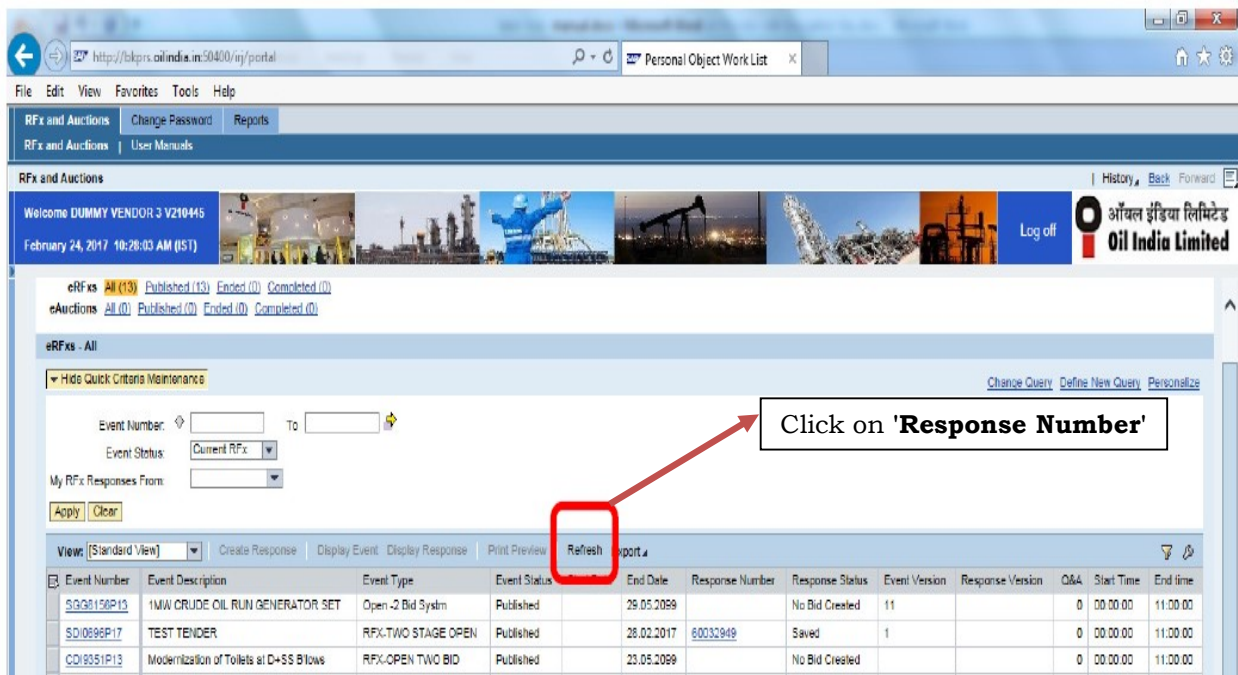 http://bkprs.oilindia.in:50400/irj/portal
Personal Object Work List
File Edit View Favorites Tools Help
RFx and Auctions Change Password Reports
RFx and Auctions | User Manuals
RFx and Auctions | History Back Forward
Welcome DUMMY VENDOR 3 V210445
February 24, 2017 10:28:03 AM (IST)
Log off
ऑयल इंडिया लिमिटेड
Oil India Limited
eRFxs All (13) Published (13) Ended (0) Completed (0)
eAuctions All (0) Published (0) Ended (0) Completed (0)
eRFxs - All
Hide Quick Criteria Maintenance Change Query Define New Query Personalize
Event Number: To
Click on 'Response Number'
Event Status: Current RFx
My RFx Responses From:
Apply Clear
View: [Standard View] Create Response Display Event Display Response Print Preview Refresh
Event Number Event Description Event Type Event Status End Date Response Number Response Status Event Version Response Version Q&A Start Time End time
SGG8156P13 1MW CRUDE OIL RUN GENERATOR SET Open -2 Bid Systm Published 29.05.2099 No Bid Created 11 0 00:00:00 11:00:00
SDI0696P17 TEST TENDER RFX-TWO STAGE OPEN Published 28.02.2017 60032949 Saved 1 0 00:00:00 11:00:00
CDI9351P13 Modernization of Toilets at D+SS B'lows RFX-OPEN TWO BID Published 23.05.2099 No Bid Created 0 00:00:00 11:00:00